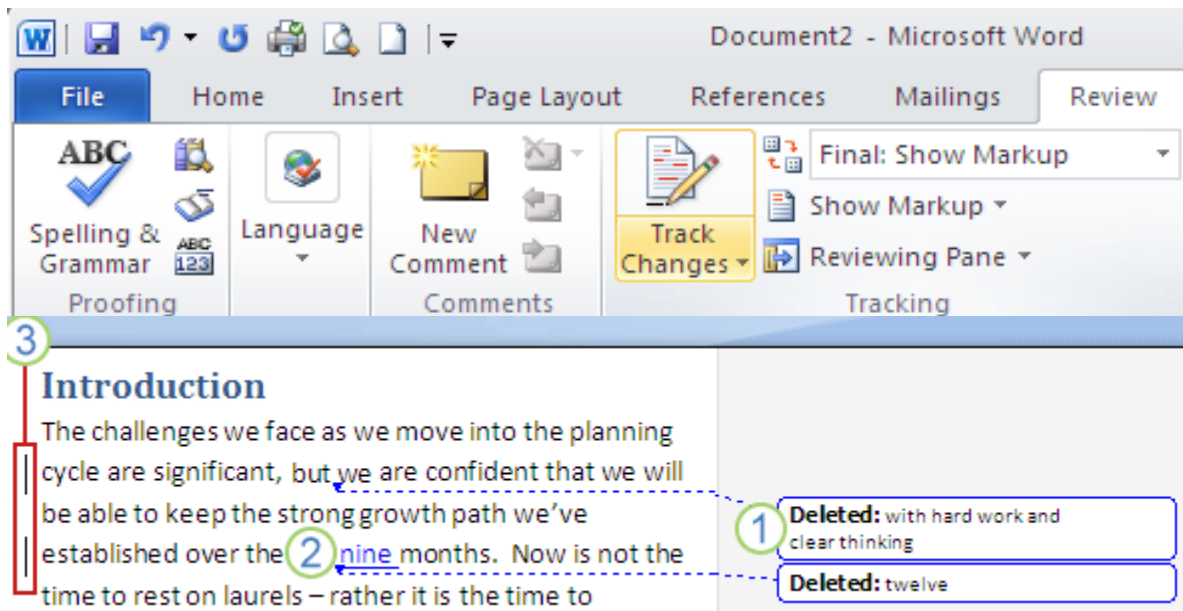 W
Document2 - Microsoft Word
File Home Insert Page Layout References Mailings Review
ABC
Spelling &
Grammar
ABC
123
Language
New
Comment
Track
Changes
Final: Show Markup
Show Markup
Reviewing Pane
Proofing
Comments
Tracking
3
Introduction
The challenges we face as we move into the planning
cycle are significant, but we are confident that we will
be able to keep the strong growth path we've
established over the 2 nine months. Now is not the
time to rest on laurels – rather it is the time to
1
Deleted: with hard work and
clear thinking
Deleted: twelve